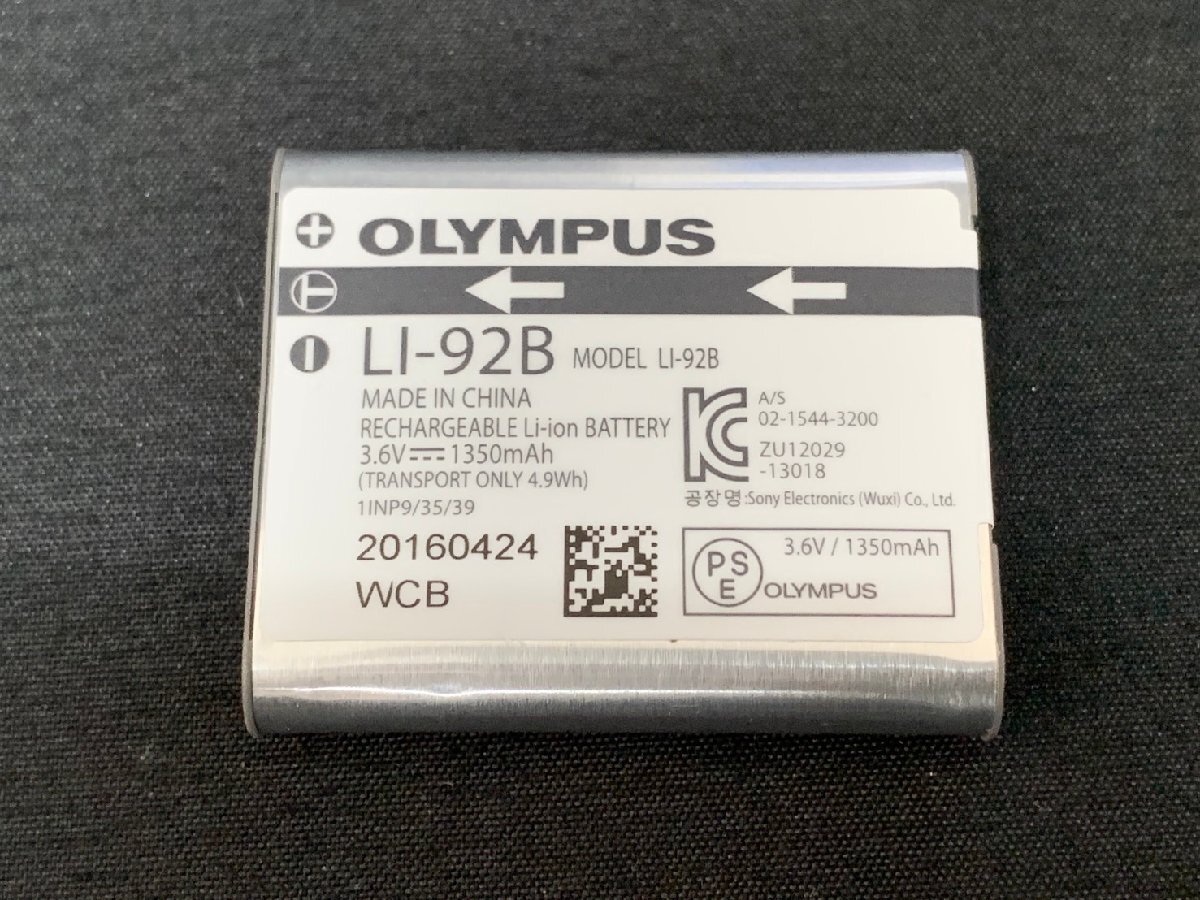 OLYMPUS
LI-92B MODEL LI-92B
MADE IN CHINA
RECHARGEABLE Li-ion BATTERY
3.6V⎓1350mAh
(TRANSPORT ONLY 4.9Wh)
1INP9/35/39
20160424
WCB
A/S
02-1544-3200
ZU12029
-13018
공장명:Sony Electronics (Wuxi) Co., Ltd.
PS
E
3.6V / 1350mAh
OLYMPUS